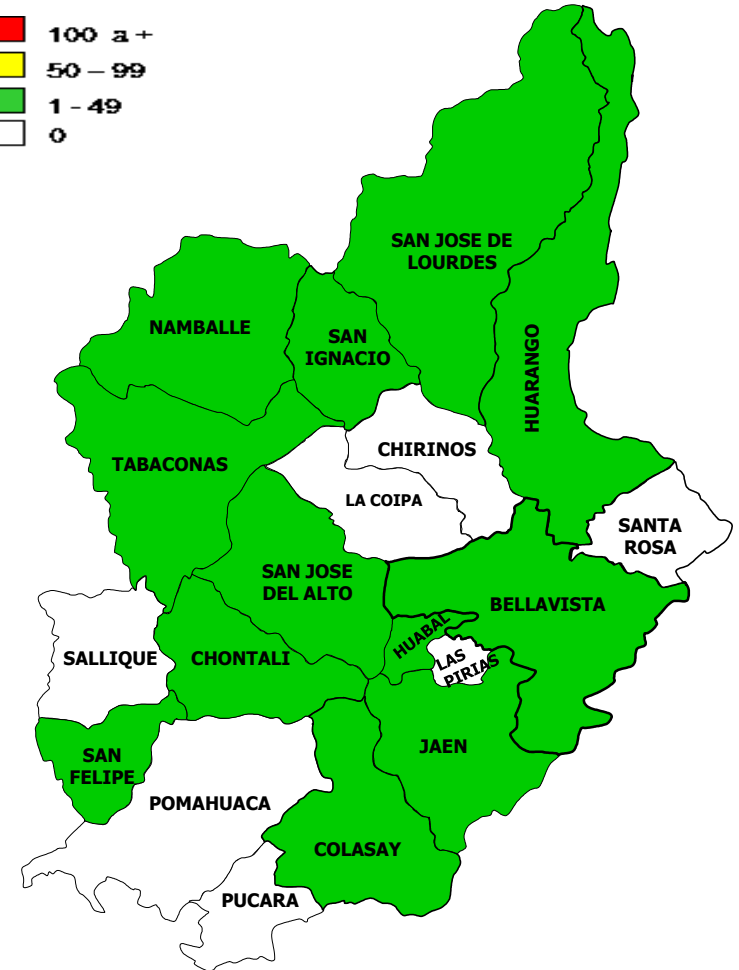 100 a +
50 – 99
1 - 49
0
SAN JOSE DE
LOURDES
NAMBALLE
SAN
IGNACIO
HUARANGO
CHIRINOS
TABACONAS
LA COIPA
SANTA
ROSA
SAN JOSE
DEL ALTO
BELLAVISTA
HUABAL
SALLIQUE
CHONTALI
LAS
PIRIAS
JAEN
SAN
FELIPE
POMAHUACA
COLASAY
PUCARA